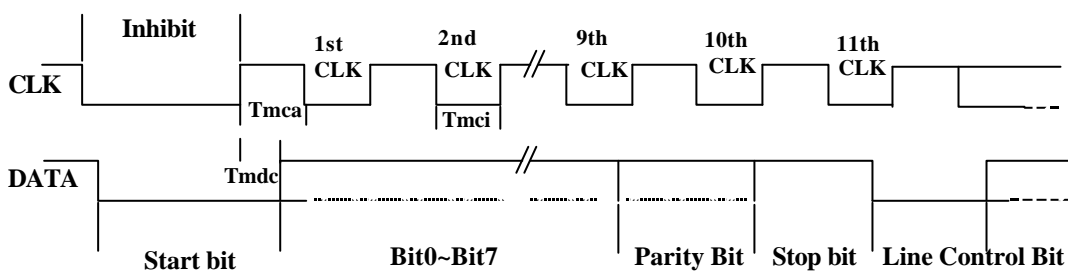 Inhibit
1st CLK
2nd CLK
9th CLK
10th CLK
11th CLK
CLK
Tmca
Tmci
DATA
Tmdc
Start bit
Bit0~Bit7
Parity Bit
Stop bit
Line Control Bit